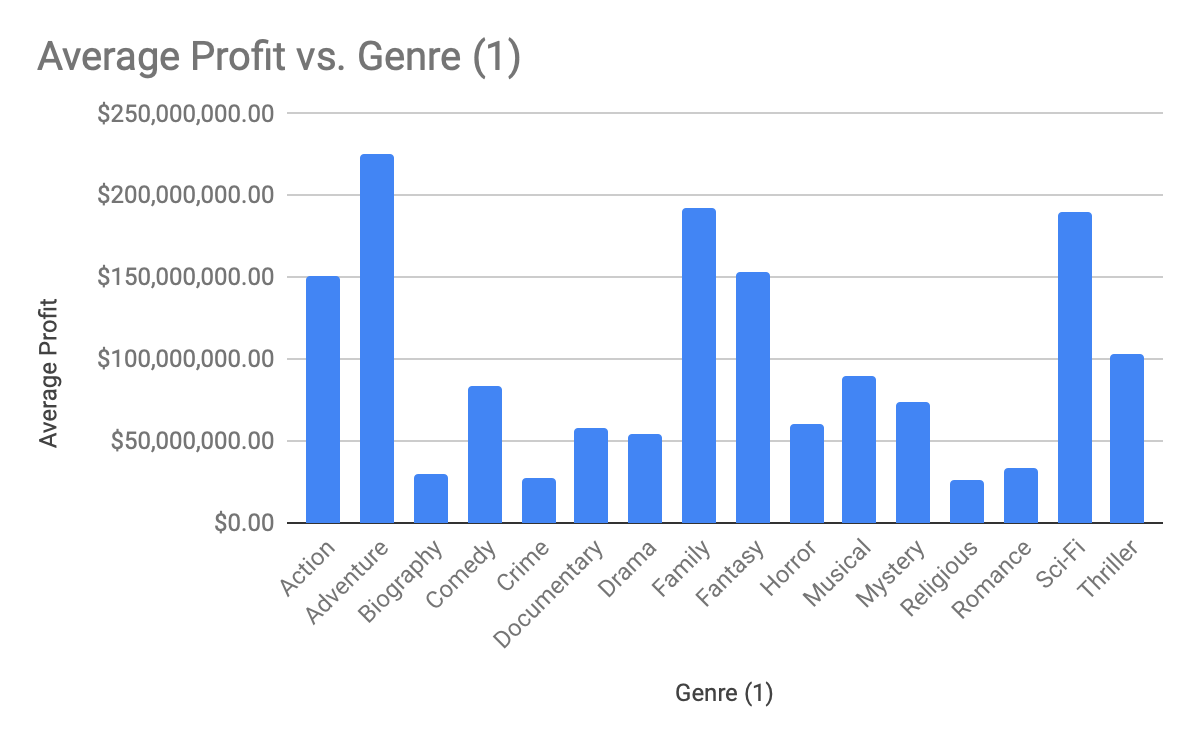 Average Profit vs. Genre (1)
$250,000,000.00
$200,000,000.00
$150,000,000.00
$100,000,000.00
$50,000,000.00
$0.00
Average Profit
Action
Adventure
Biography
Comedy
Crime
Documentary
Drama
Family
Fantasy
Horror
Musical
Mystery
Religious
Romance
Sci-Fi
Thriller
Genre (1)